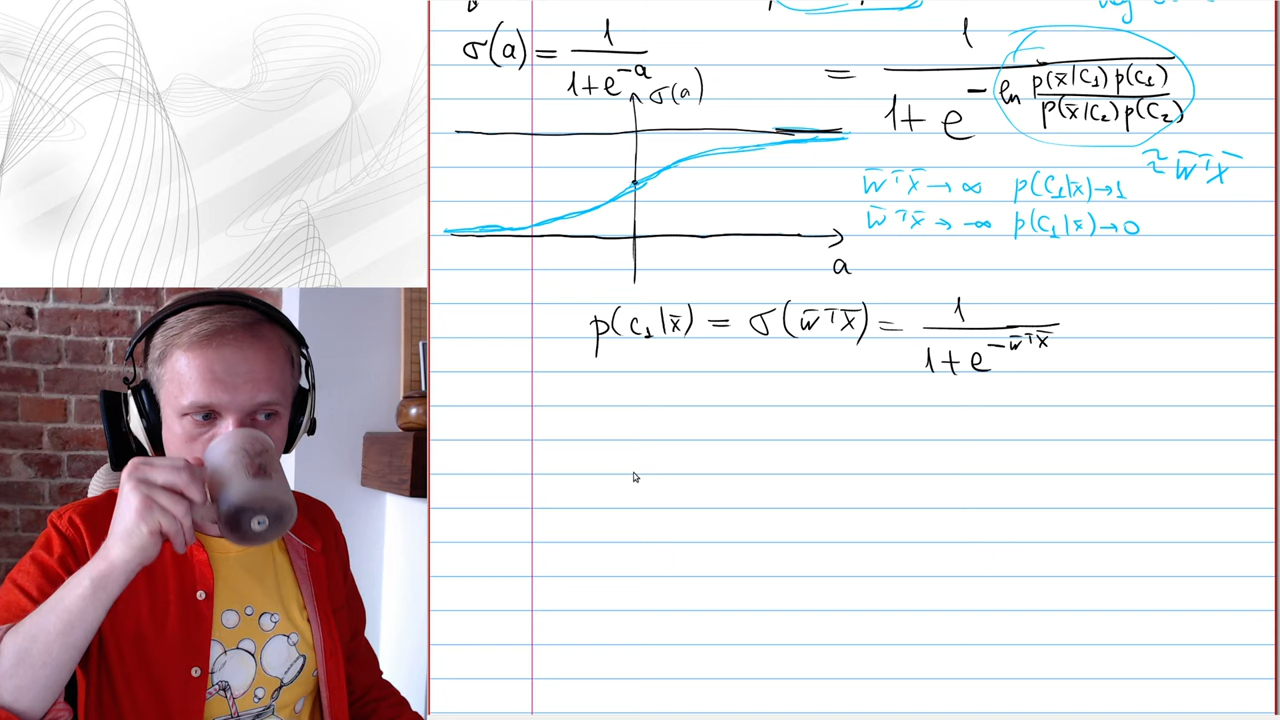 σ(a) = 1 / (1+e^{-a})
= 1 / (1+e^{-ln (p(x̄|C₁)p(C₁) / p(x̄|C₂)p(C₂))})
σ(a)
≈ w̄ᵀx̄
w̄ᵀx̄ → ∞ p(C₁|x̄) → 1
w̄ᵀx̄ → -∞ p(C₁|x̄) → 0
a
p(C₁|x̄) = σ(w̄ᵀx̄) = 1 / (1+e^{-w̄ᵀx̄})